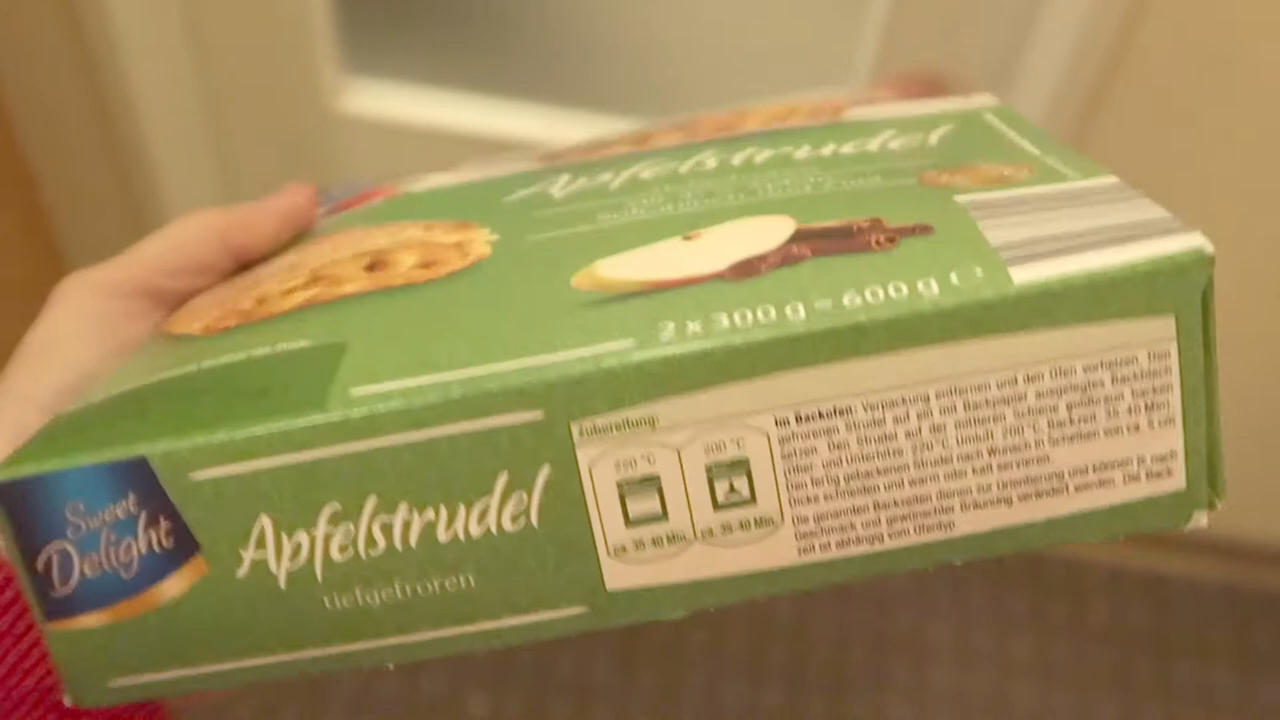 Apfelstrudel
2 x 300 g = 600 g ℮
Sweet
Delight
Apfelstrudel
tiefgefroren
Zubereitung:
220 °C
200 °C
ca. 35-40 Min.
ca. 35-40 Min.
Im Backofen: Verpackung entfernen und den Ofen vorheizen. Den
gefrorenen Strudel auf ein mit Backpapier ausgelegtes Backblech
setzen. Den Strudel auf der mittleren Schiene goldbraun backen.
Ober- und Unterhitze: 220 °C, Umluft: 200 °C, Backzeit: 35-40 Min.
Den fertig gebackenen Strudel nach Wunsch in Scheiben von ca. 5 cm
Dicke schneiden und warm oder kalt servieren.
Die genannten Backzeiten dienen zur Orientierung und können je nach
Geschmack und gewünschter Bräunung verändert werden. Die Back-
zeit ist abhängig vom Ofentyp.